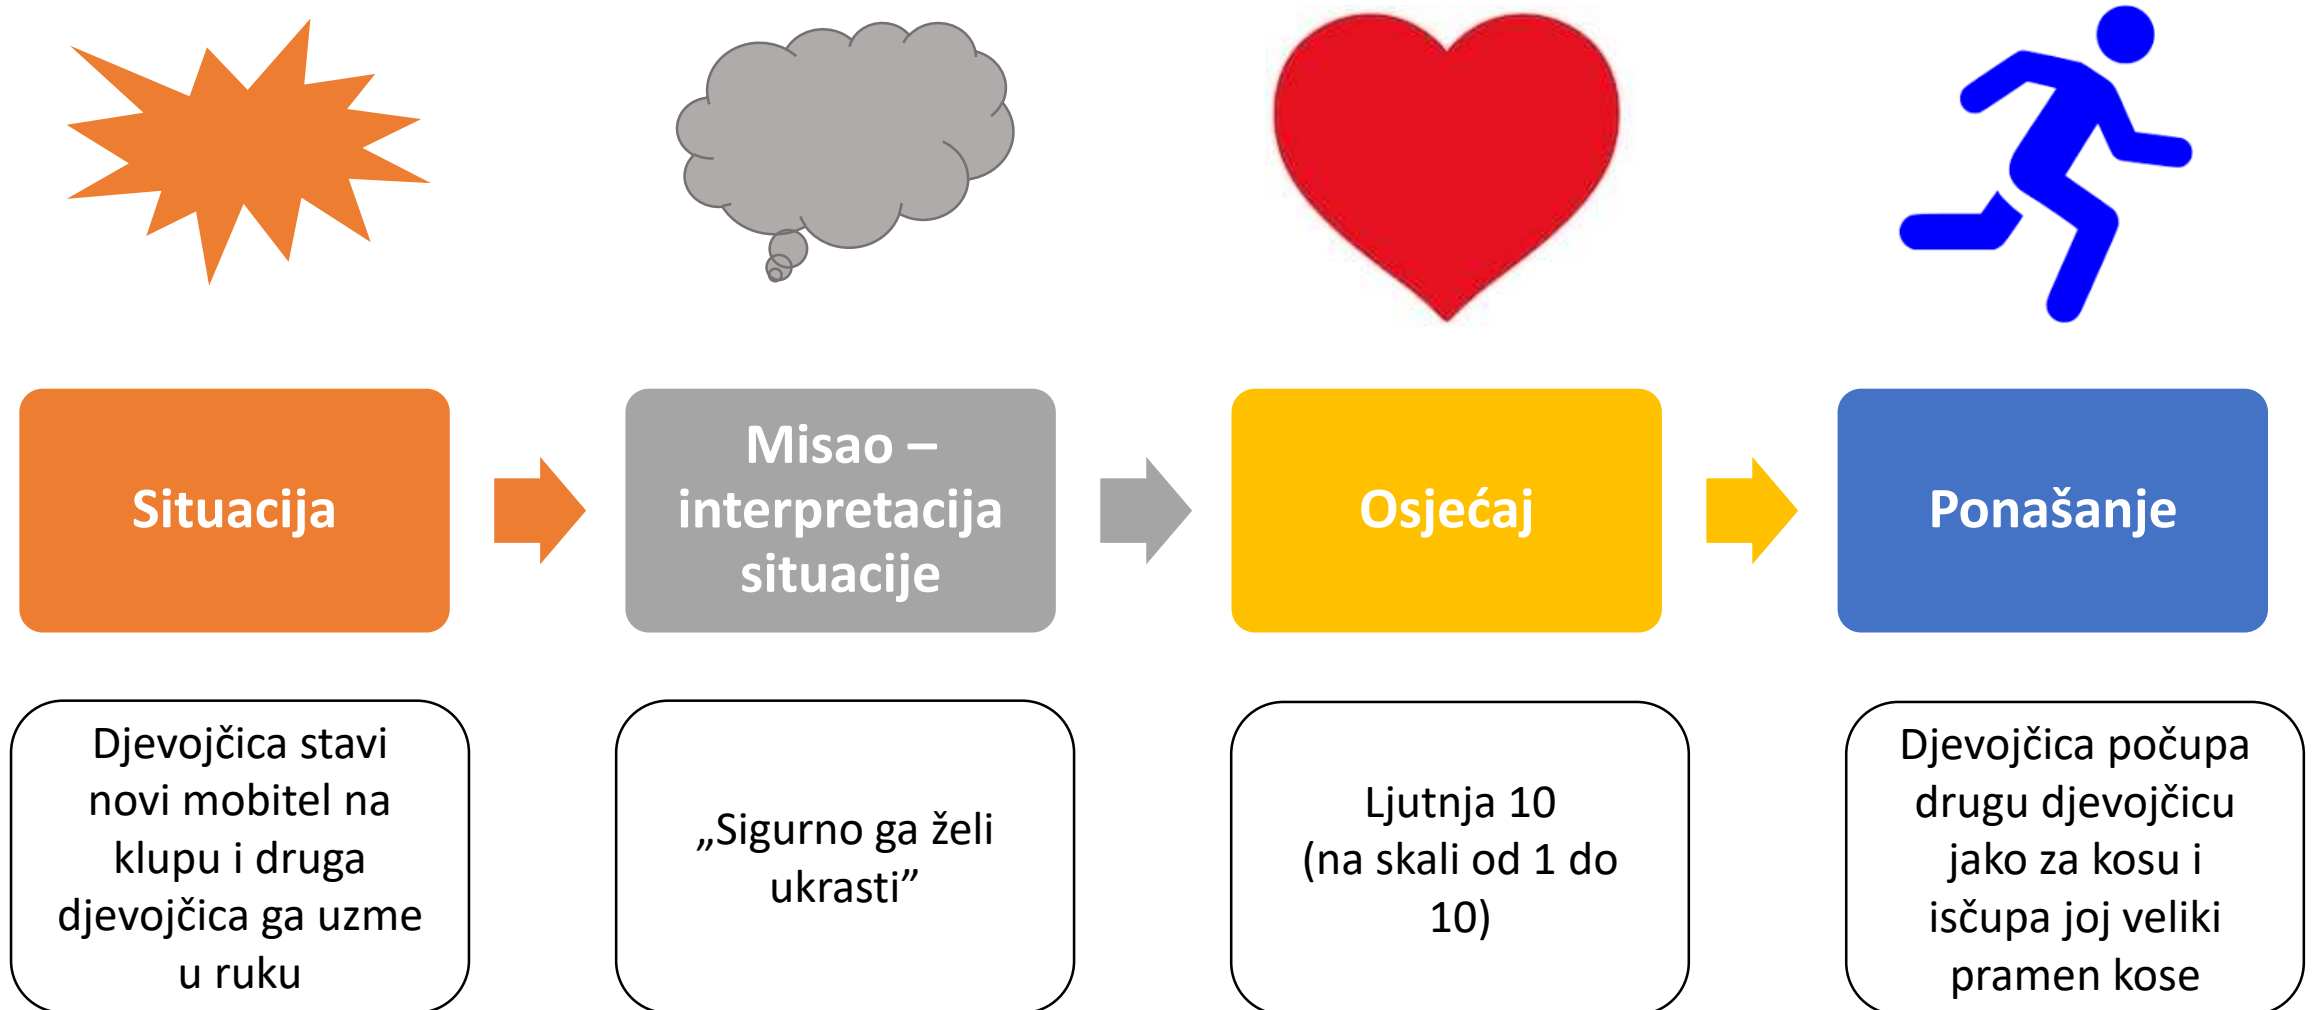 Situacija
Misao –
interpretacija
situacije
Osjećaj
Ponašanje
Djevojčica stavi
novi mobitel na
klupu i druga
djevojčica ga uzme
u ruku
„Sigurno ga želi
ukrasti”
Ljutnja 10
(na skali od 1 do
10)
Djevojčica počupa
drugu djevojčicu
jako za kosu i
isčupa joj veliki
pramen kose